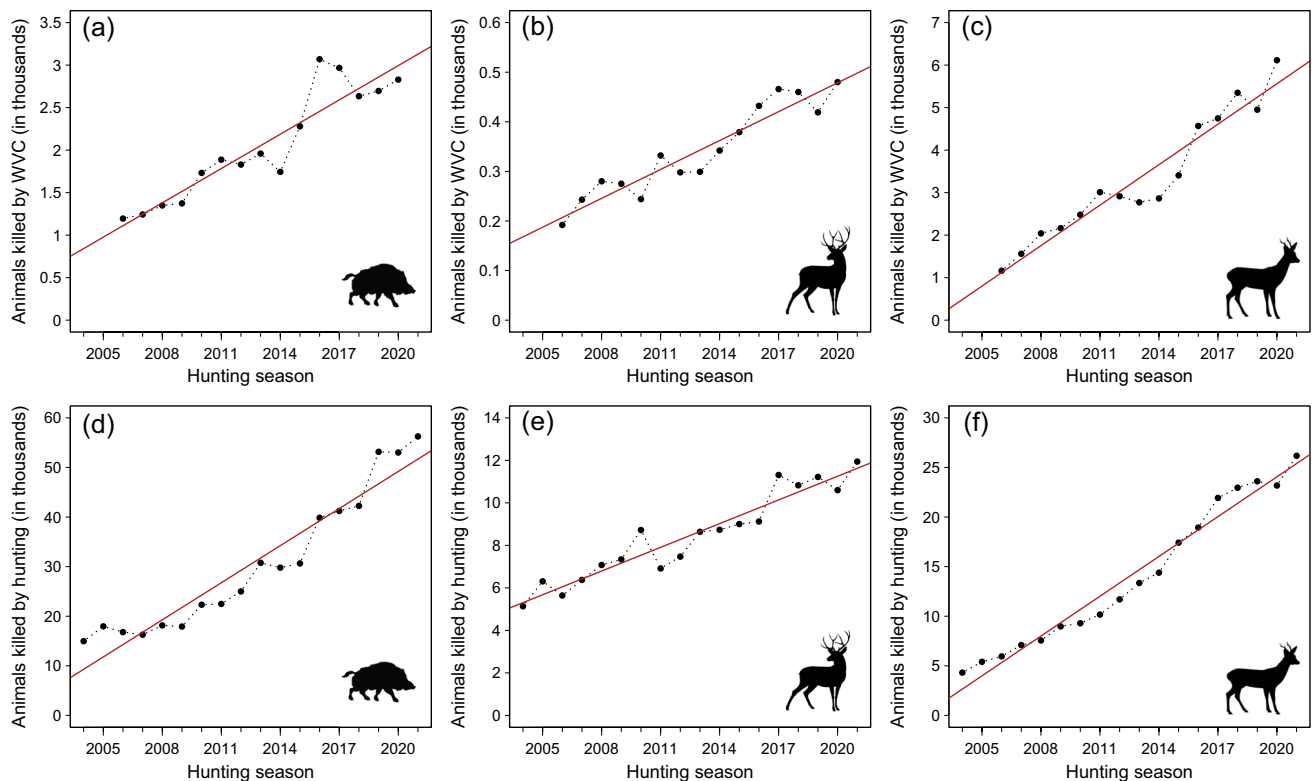 (a)
Animals killed by WVC (in thousands)
3.5
3
2.5
2
1.5
1
0.5
0
2005 2008 2011 2014 2017 2020
Hunting season
(b)
Animals killed by WVC (in thousands)
0.6
0.5
0.4
0.3
0.2
0.1
0
2005 2008 2011 2014 2017 2020
Hunting season
(c)
Animals killed by WVC (in thousands)
7
6
5
4
3
2
1
0
2005 2008 2011 2014 2017 2020
Hunting season
(d)
Animals killed by hunting (in thousands)
60
50
40
30
20
10
0
2005 2008 2011 2014 2017 2020
Hunting season
(e)
Animals killed by hunting (in thousands)
14
12
10
8
6
4
2
0
2005 2008 2011 2014 2017 2020
Hunting season
(f)
Animals killed by hunting (in thousands)
30
25
20
15
10
5
0
2005 2008 2011 2014 2017 2020
Hunting season